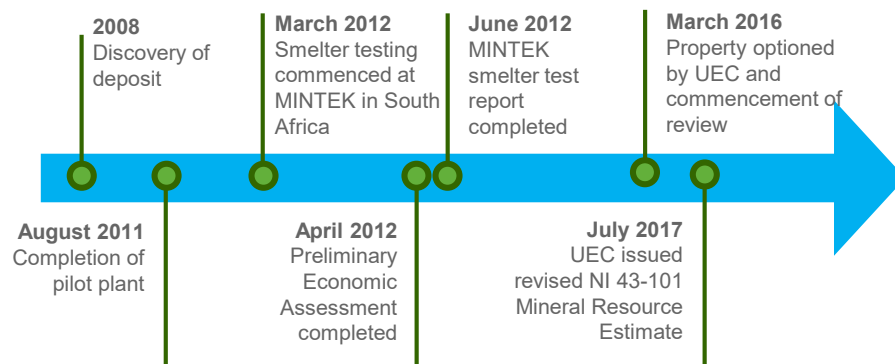 2008
Discovery of
deposit
March 2012
Smelter testing
commenced at
MINTEK in South
Africa
June 2012
MINTEK
smelter test
report
completed
March 2016
Property optioned
by UEC and
commencement of
review
August 2011
Completion of
pilot plant
April 2012
Preliminary
Economic
Assessment
completed
July 2017
UEC issued
revised NI 43-101
Mineral Resource
Estimate